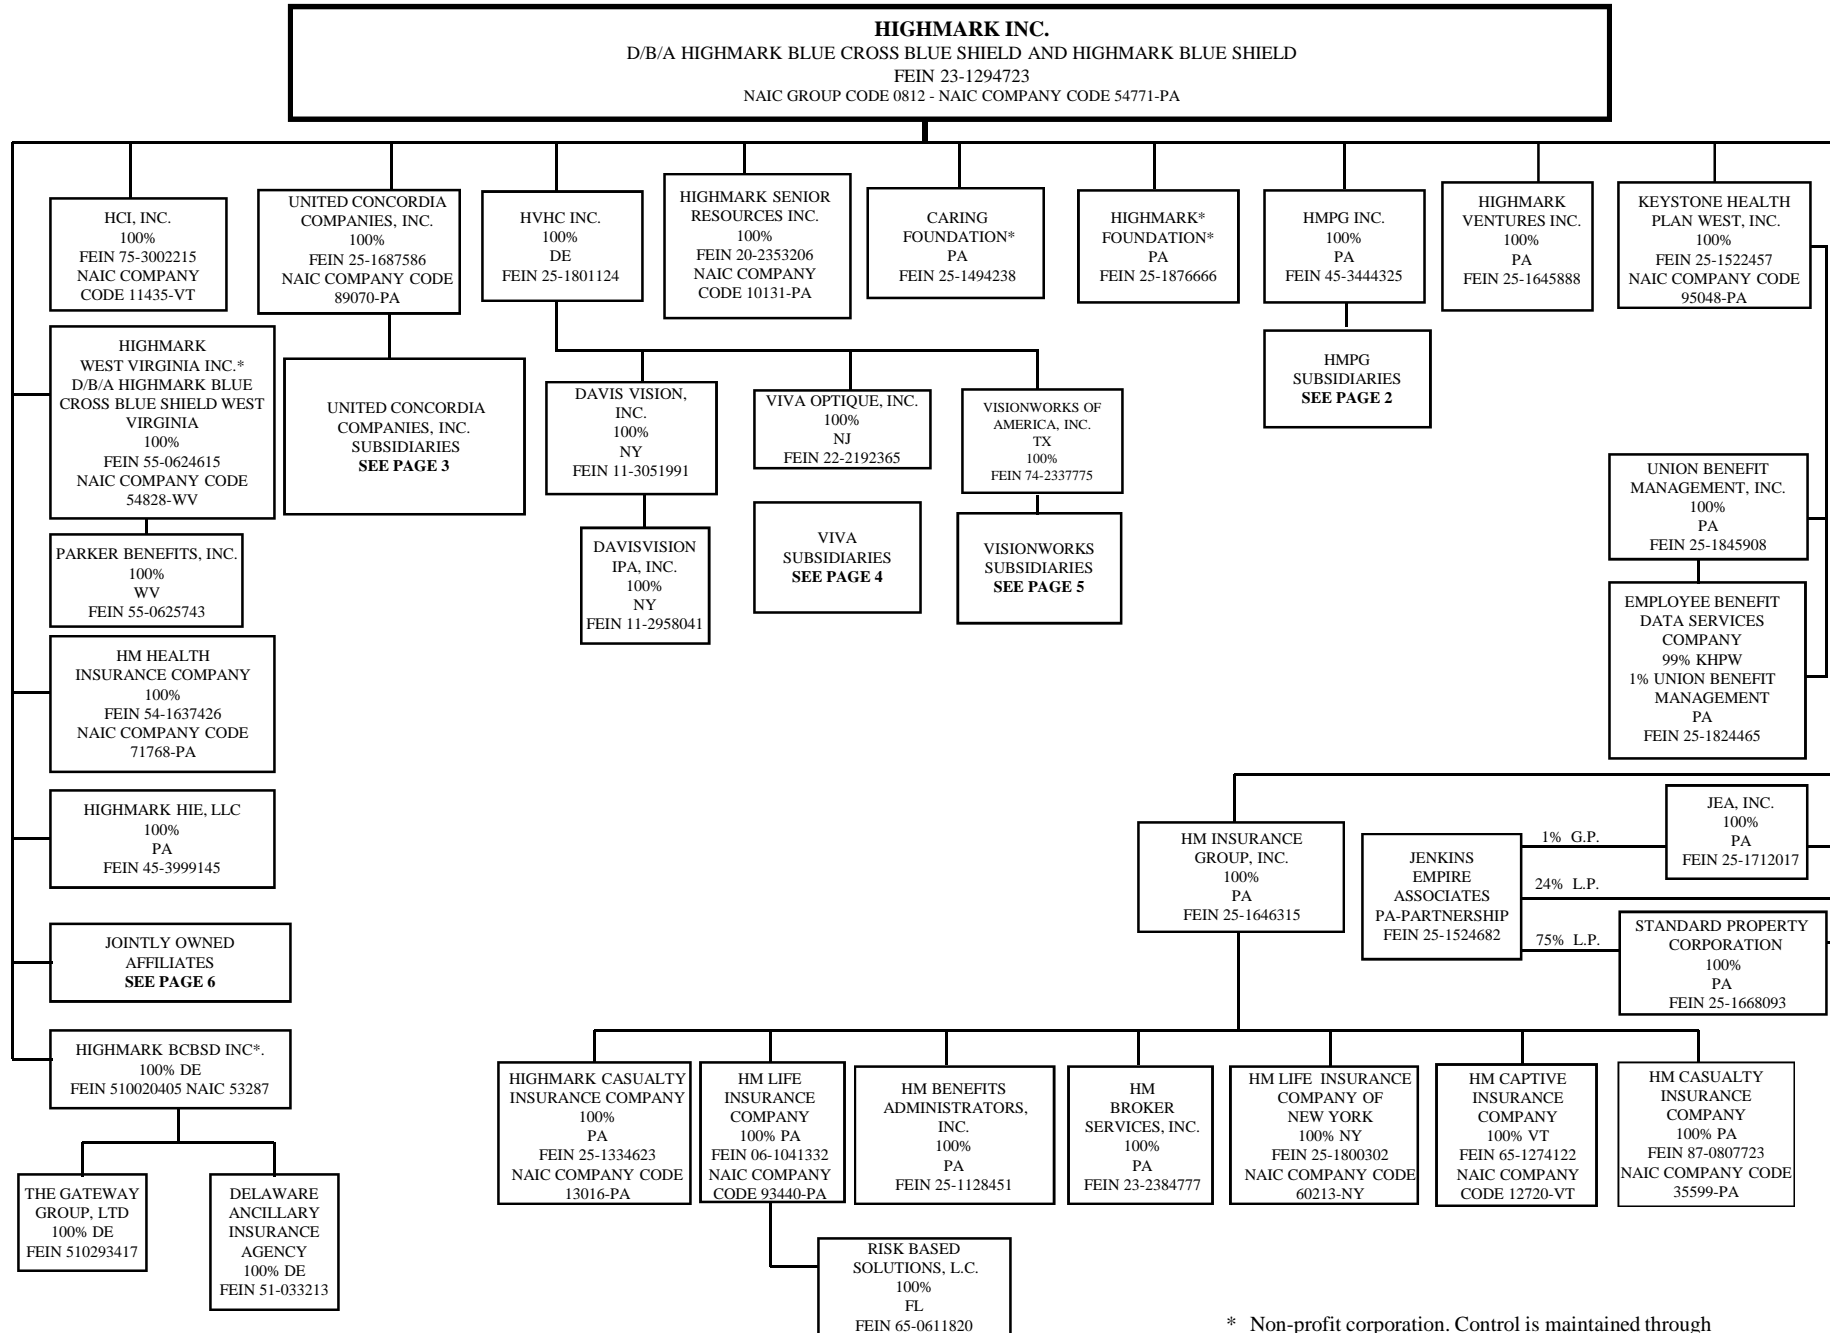 HIGHMARK INC.
D/B/A HIGHMARK BLUE CROSS BLUE SHIELD AND HIGHMARK BLUE SHIELD
FEIN 23-1294723
NAIC GROUP CODE 0812 - NAIC COMPANY CODE 54771-PA
HCI, INC.
100%
FEIN 75-3002215
NAIC COMPANY
CODE 11435-VT
UNITED CONCORDIA
COMPANIES, INC.
100%
FEIN 25-1687586
NAIC COMPANY CODE
89070-PA
HVHC INC.
100%
DE
FEIN 25-1801124
HIGHMARK SENIOR
RESOURCES INC.
100%
FEIN 20-2353206
NAIC COMPANY
CODE 10131-PA
CARING
FOUNDATION*
PA
FEIN 25-1494238
HIGHMARK*
FOUNDATION*
PA
FEIN 25-1876666
HMPG INC.
100%
PA
FEIN 45-3444325
HIGHMARK
VENTURES INC.
100%
PA
FEIN 25-1645888
KEYSTONE HEALTH
PLAN WEST, INC.
100%
FEIN 25-1522457
NAIC COMPANY CODE
95048-PA
HIGHMARK
WEST VIRGINIA INC.*
D/B/A HIGHMARK BLUE
CROSS BLUE SHIELD WEST
VIRGINIA
100%
FEIN 55-0624615
NAIC COMPANY CODE
54828-WV
UNITED CONCORDIA
COMPANIES, INC.
SUBSIDIARIES
SEE PAGE 3
DAVIS VISION,
INC.
100%
NY
FEIN 11-3051991
VIVA OPTIQUE, INC.
100%
NJ
FEIN 22-2192365
VISIONWORKS OF
AMERICA, INC.
TX
100%
FEIN 74-2337775
HMPG
SUBSIDIARIES
SEE PAGE 2
UNION BENEFIT
MANAGEMENT, INC.
100%
PA
FEIN 25-1845908
PARKER BENEFITS, INC.
100%
WV
FEIN 55-0625743
DAVISVISION
IPA, INC.
100%
NY
FEIN 11-2958041
VIVA
SUBSIDIARIES
SEE PAGE 4
VISIONWORKS
SUBSIDIARIES
SEE PAGE 5
EMPLOYEE BENEFIT
DATA SERVICES
COMPANY
99% KHPW
1% UNION BENEFIT
MANAGEMENT
PA
FEIN 25-1824465
HM HEALTH
INSURANCE COMPANY
100%
FEIN 54-1637426
NAIC COMPANY CODE
71768-PA
HIGHMARK HIE, LLC
100%
PA
FEIN 45-3999145
HM INSURANCE
GROUP, INC.
100%
PA
FEIN 25-1646315
JENKINS
EMPIRE
ASSOCIATES
PA-PARTNERSHIP
FEIN 25-1524682
1% G.P.
24% L.P.
75% L.P.
JEA, INC.
100%
PA
FEIN 25-1712017
STANDARD PROPERTY
CORPORATION
100%
PA
FEIN 25-1668093
JOINTLY OWNED
AFFILIATES
SEE PAGE 6
HIGHMARK BCBSD INC*.
100% DE
FEIN 510020405 NAIC 53287
THE GATEWAY
GROUP, LTD
100% DE
FEIN 510293417
DELAWARE
ANCILLARY
INSURANCE
AGENCY
100% DE
FEIN 51-033213
HIGHMARK CASUALTY
INSURANCE COMPANY
100%
PA
FEIN 25-1334623
NAIC COMPANY CODE
13016-PA
HM LIFE
INSURANCE
COMPANY
100% PA
FEIN 06-1041332
NAIC COMPANY
CODE 93440-PA
HM BENEFITS
ADMINISTRATORS,
INC.
100%
PA
FEIN 25-1128451
HM
BROKER
SERVICES, INC.
100%
PA
FEIN 23-2384777
HM LIFE INSURANCE
COMPANY OF
NEW YORK
100% NY
FEIN 25-1800302
NAIC COMPANY CODE
60213-NY
HM CAPTIVE
INSURANCE
COMPANY
100% VT
FEIN 65-1274122
NAIC COMPANY
CODE 12720-VT
HM CASUALTY
INSURANCE
COMPANY
100% PA
FEIN 87-0807723
NAIC COMPANY CODE
35599-PA
RISK BASED
SOLUTIONS, L.C.
100%
FL
FEIN 65-0611820
* Non-profit corporation. Control is maintained through